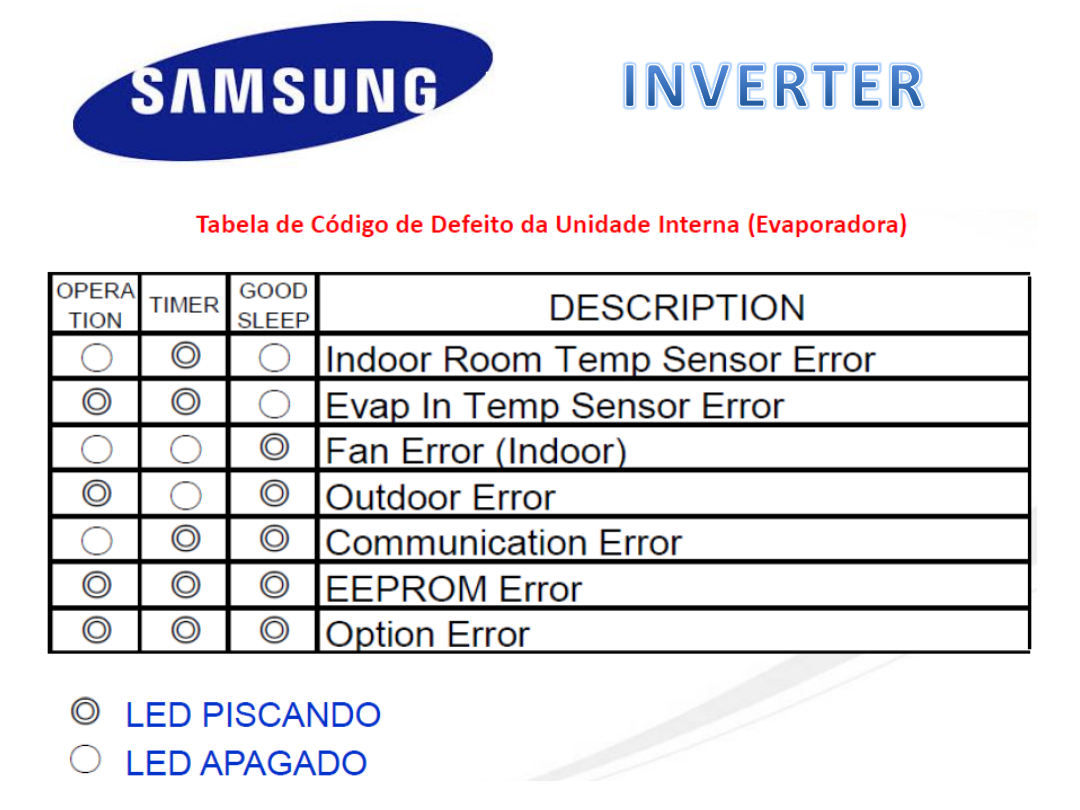 SAMSUNG
INVERTER
Tabela de Código de Defeito da Unidade Interna (Evaporadora)
OPERA
TION
TIMER
GOOD
SLEEP
DESCRIPTION
○ ◎ ○ Indoor Room Temp Sensor Error
◎ ◎ ○ Evap In Temp Sensor Error
○ ○ ◎ Fan Error (Indoor)
◎ ○ ◎ Outdoor Error
○ ◎ ◎ Communication Error
◎ ◎ ◎ EEPROM Error
◎ ◎ ◎ Option Error
◎ LED PISCANDO
○ LED APAGADO